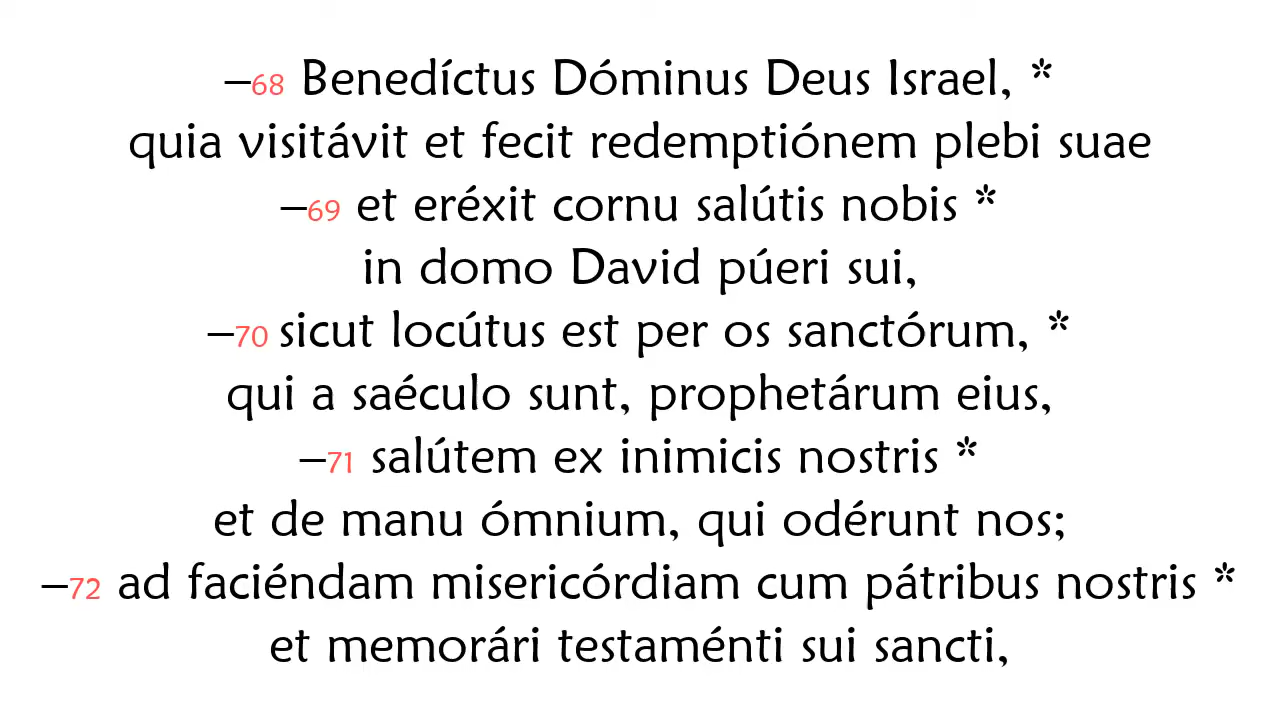 –68 Benedíctus Dóminus Deus Israel, *
quia visitávit et fecit redemptiónem plebi suae
–69 et eréxit cornu salútis nobis *
in domo David púeri sui,
–70 sicut locútus est per os sanctórum, *
qui a saéculo sunt, prophetárum eius,
–71 salútem ex inimicis nostris *
et de manu ómnium, qui odérunt nos;
–72 ad faciéndam misericórdiam cum pátribus nostris *
et memorári testaménti sui sancti,